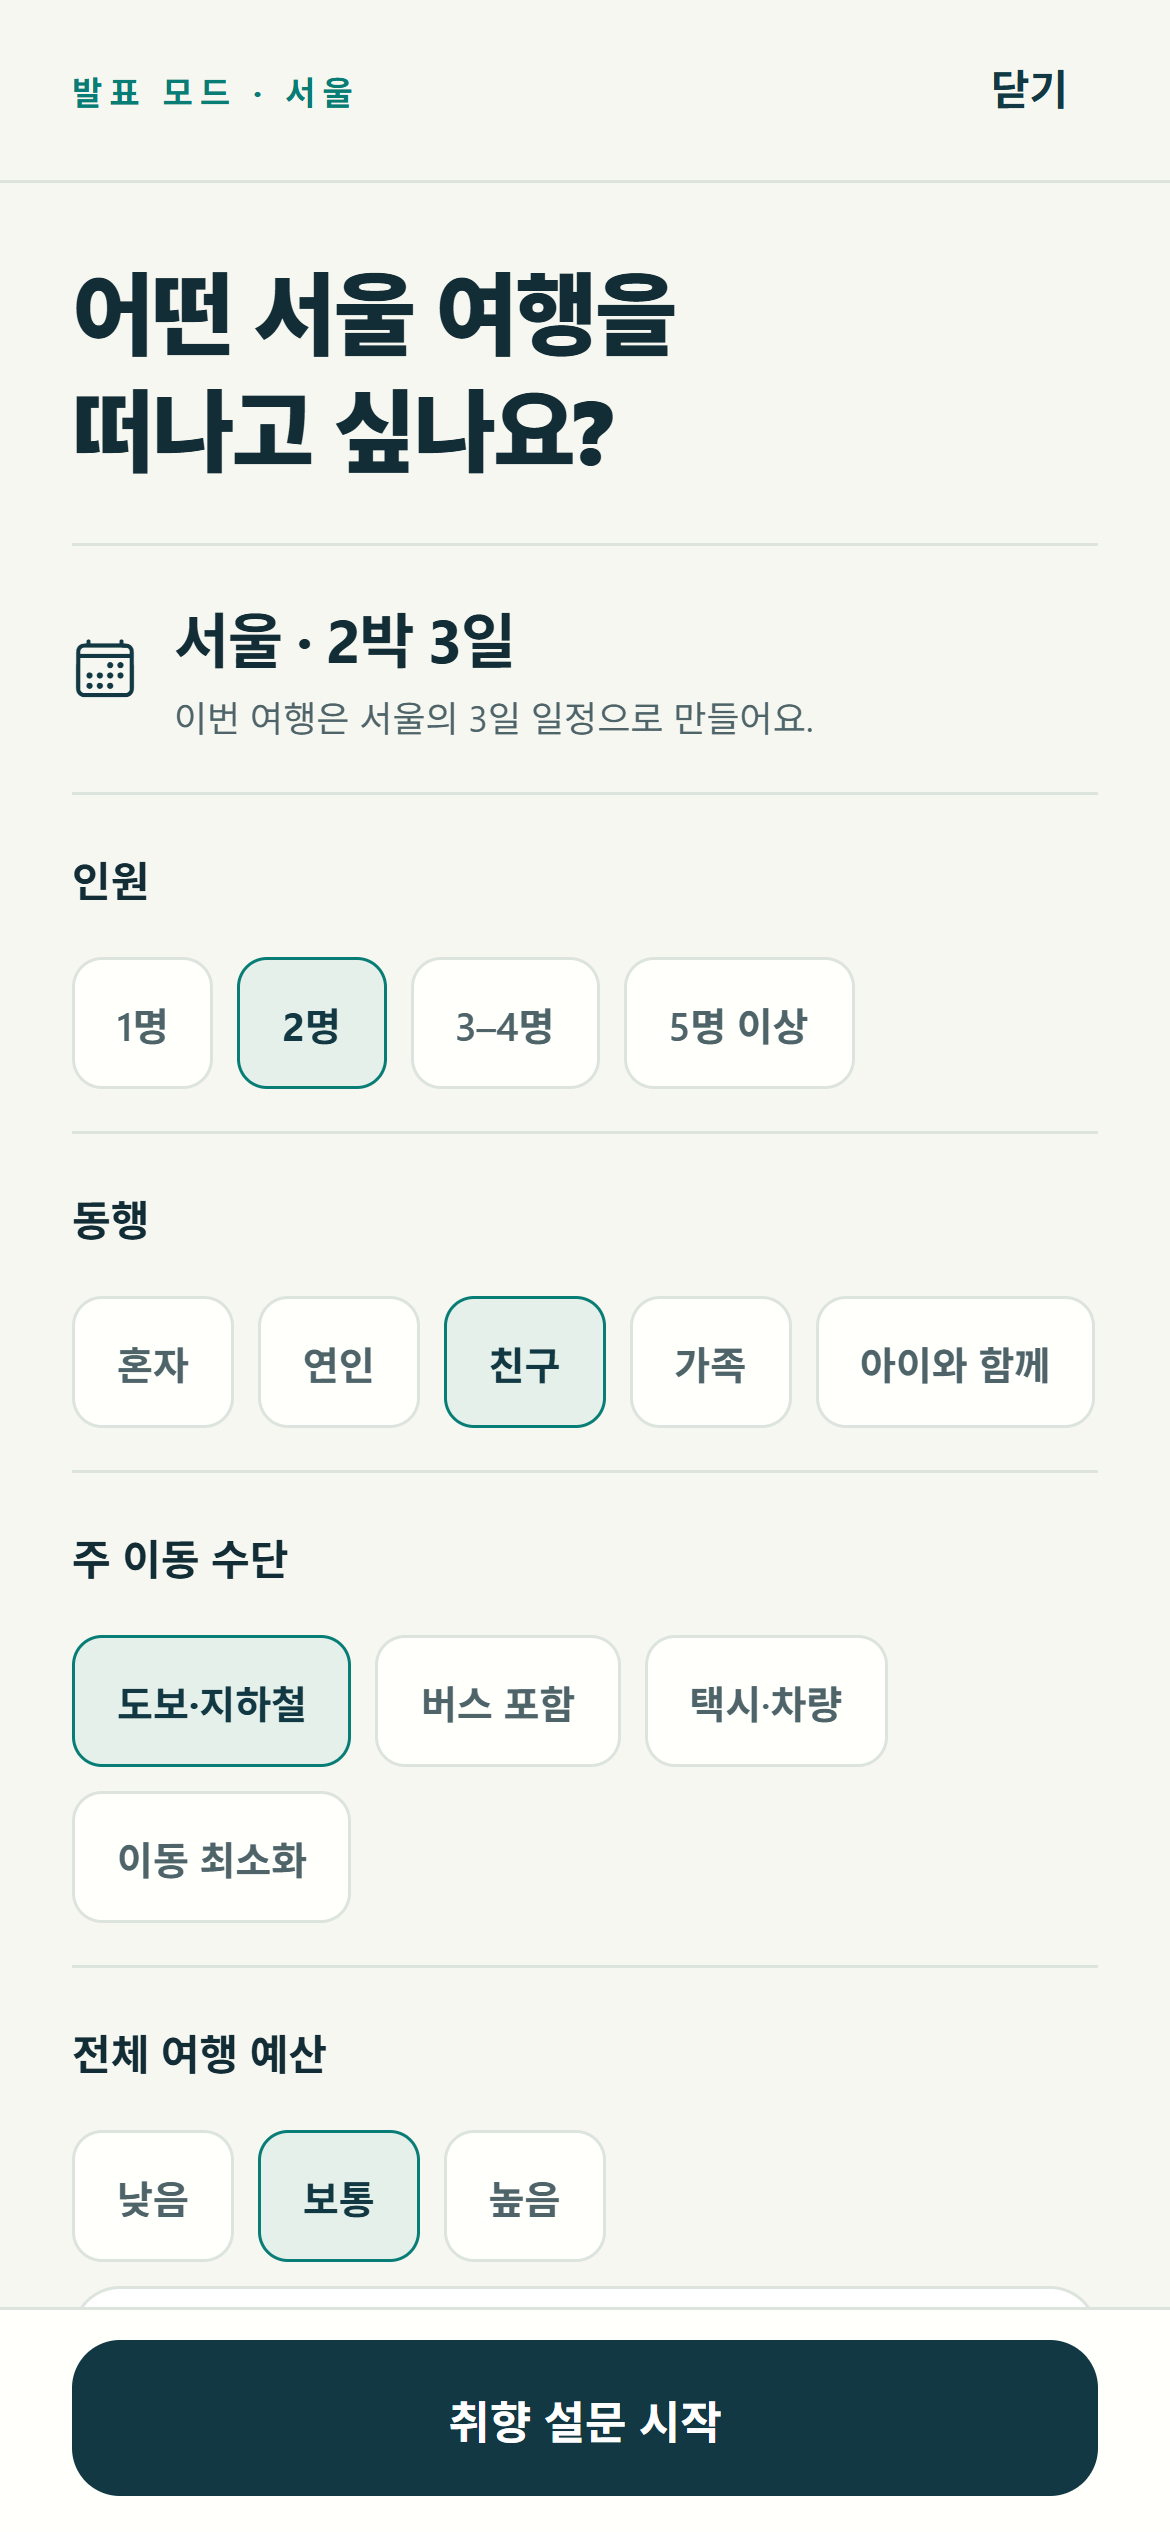 발표 모드 · 서울
닫기
어떤 서울 여행을
떠나고 싶나요?
서울 · 2박 3일
이번 여행은 서울의 3일 일정으로 만들어요.
인원
1명 2명 3–4명 5명 이상
동행
혼자 연인 친구 가족 아이와 함께
주 이동 수단
도보·지하철 버스 포함 택시·차량
이동 최소화
전체 여행 예산
낮음 보통 높음
취향 설문 시작